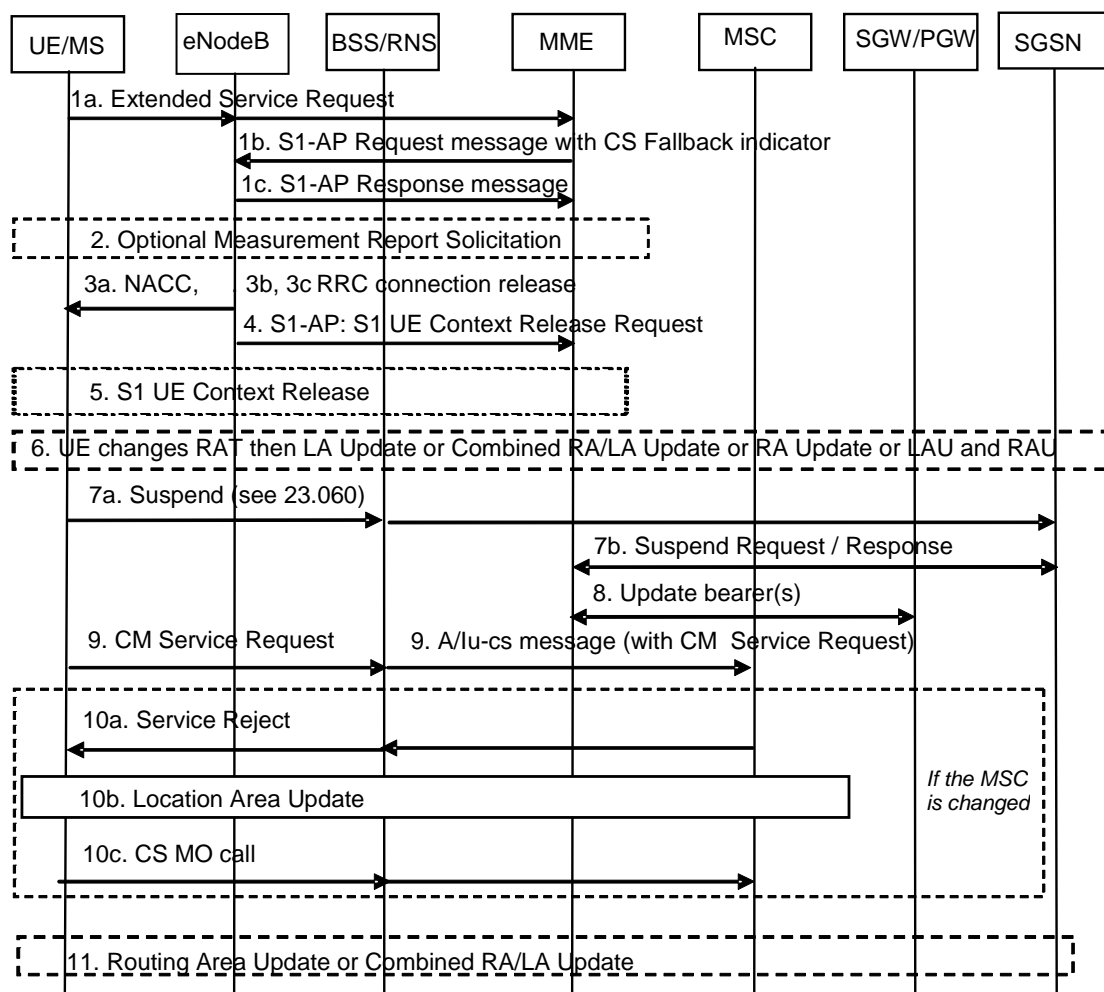 UE/MS
eNodeB
BSS/RNS
MME
MSC
SGW/PGW
SGSN
1a. Extended Service Request
1b. S1-AP Request message with CS Fallback indicator
1c. S1-AP Response message
2. Optional Measurement Report Solicitation
3a. NACC, . 3b, 3c RRC connection release
4. S1-AP: S1 UE Context Release Request
5. S1 UE Context Release
6. UE changes RAT then LA Update or Combined RA/LA Update or RA Update or LAU and RAU
7a. Suspend (see 23.060)
7b. Suspend Request / Response
8. Update bearer(s)
9. CM Service Request
9. A/Iu-cs message (with CM Service Request)
10a. Service Reject
If the MSC
is changed
10b. Location Area Update
10c. CS MO call
11. Routing Area Update or Combined RA/LA Update